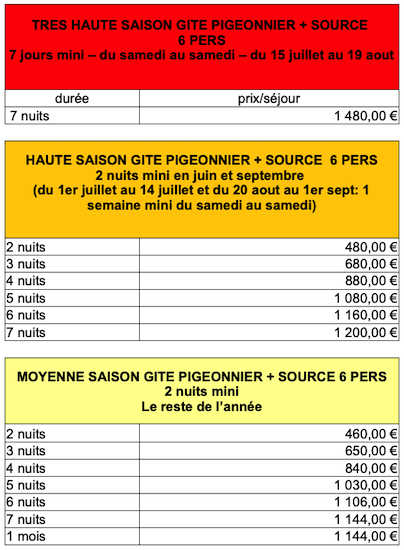 TRES HAUTE SAISON GITE PIGEONNIER + SOURCE
6 PERS
7 jours mini – du samedi au samedi – du 15 juillet au 19 aout
durée prix/séjour
7 nuits 1 480,00 €
HAUTE SAISON GITE PIGEONNIER + SOURCE 6 PERS
2 nuits mini en juin et septembre
(du 1er juillet au 14 juillet et du 20 aout au 1er sept: 1
semaine mini du samedi au samedi)
2 nuits 480,00 €
3 nuits 680,00 €
4 nuits 880,00 €
5 nuits 1 080,00 €
6 nuits 1 160,00 €
7 nuits 1 200,00 €
MOYENNE SAISON GITE PIGEONNIER + SOURCE 6 PERS
2 nuits mini
Le reste de l’année
2 nuits 460,00 €
3 nuits 650,00 €
4 nuits 840,00 €
5 nuits 1 030,00 €
6 nuits 1 106,00 €
7 nuits 1 144,00 €
1 mois 1 144,00 €